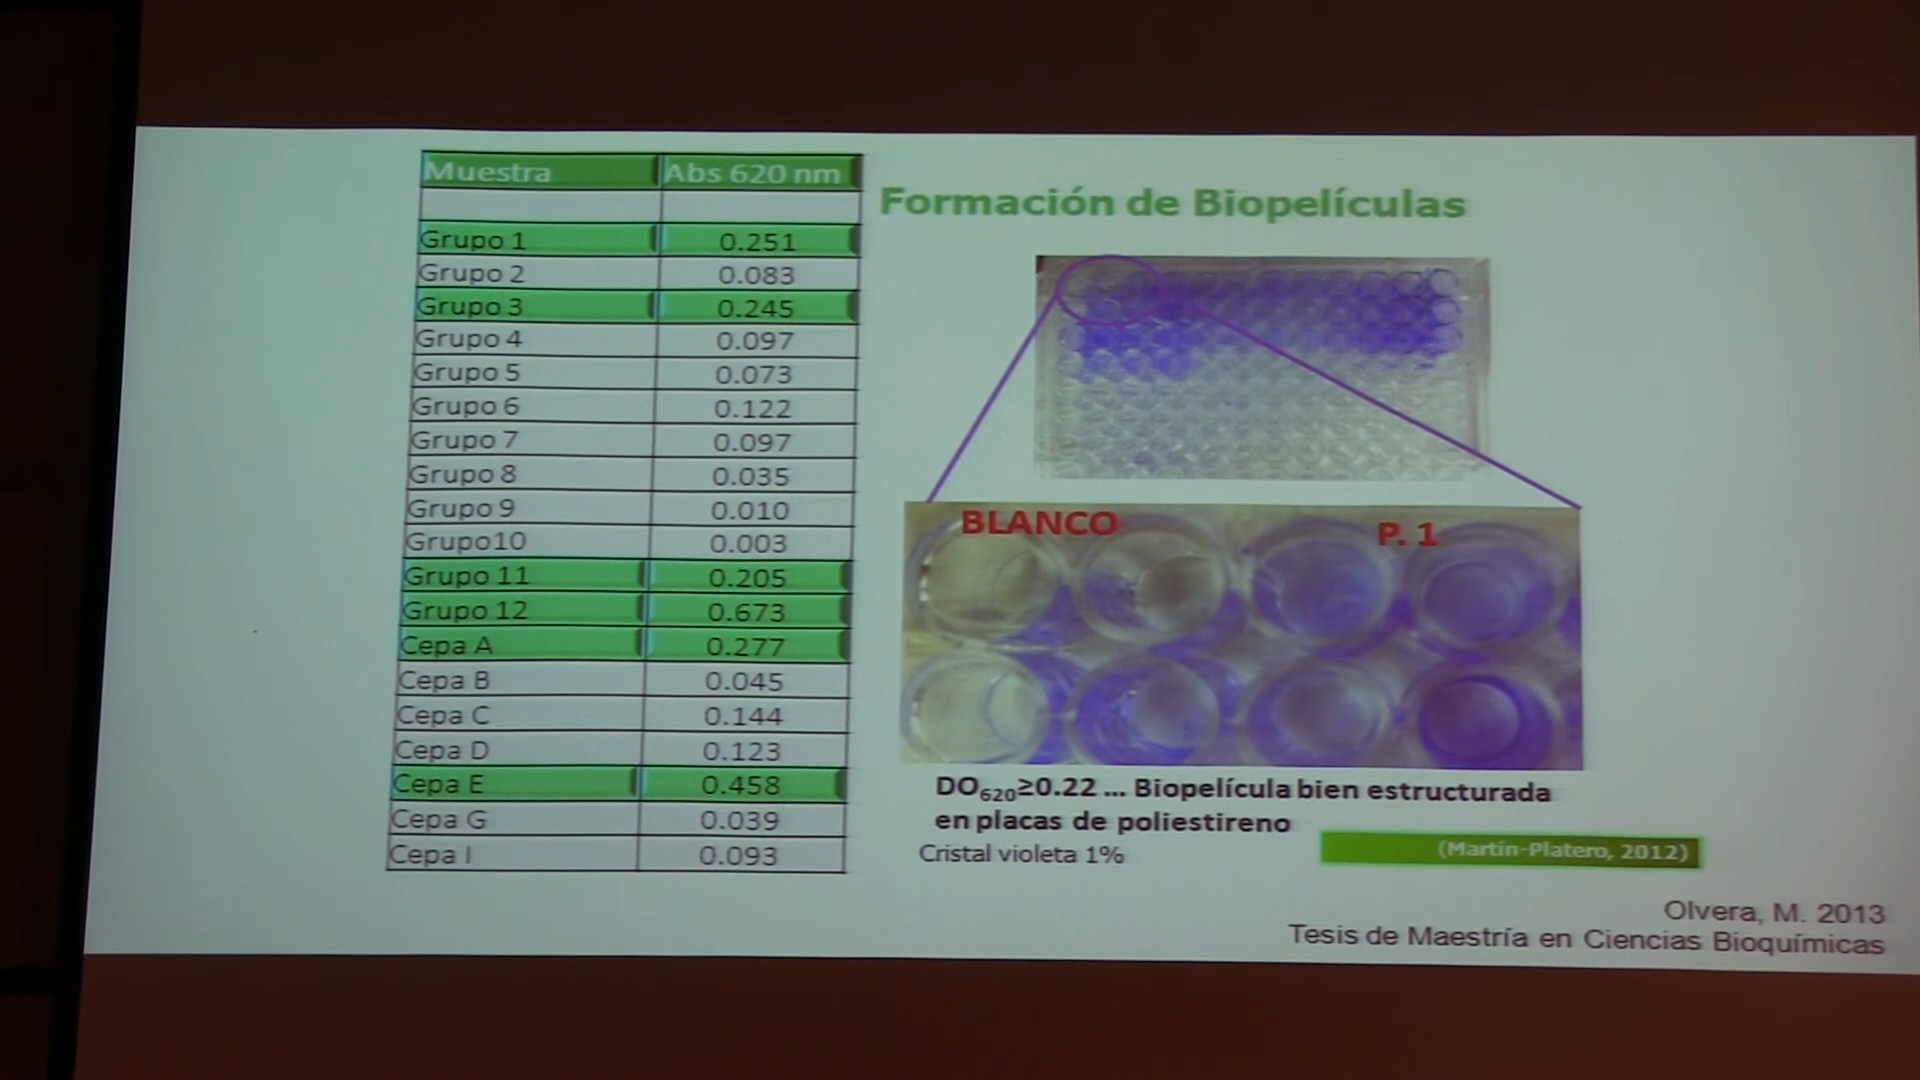 Muestra Abs 620 nm
Grupo 1 0.251
Grupo 2 0.083
Grupo 3 0.245
Grupo 4 0.097
Grupo 5 0.073
Grupo 6 0.122
Grupo 7 0.097
Grupo 8 0.035
Grupo 9 0.010
Grupo10 0.003
Grupo 11 0.205
Grupo 12 0.673
Cepa A 0.277
Cepa B 0.045
Cepa C 0.144
Cepa D 0.123
Cepa E 0.458
Cepa G 0.039
Cepa I 0.093
Formación de Biopelículas
BLANCO P. 1
DO620≥0.22 ... Biopelícula bien estructurada
en placas de poliestireno
Cristal violeta 1%
(Martín-Platero, 2012)
Olvera, M. 2013
Tesis de Maestría en Ciencias Bioquímicas